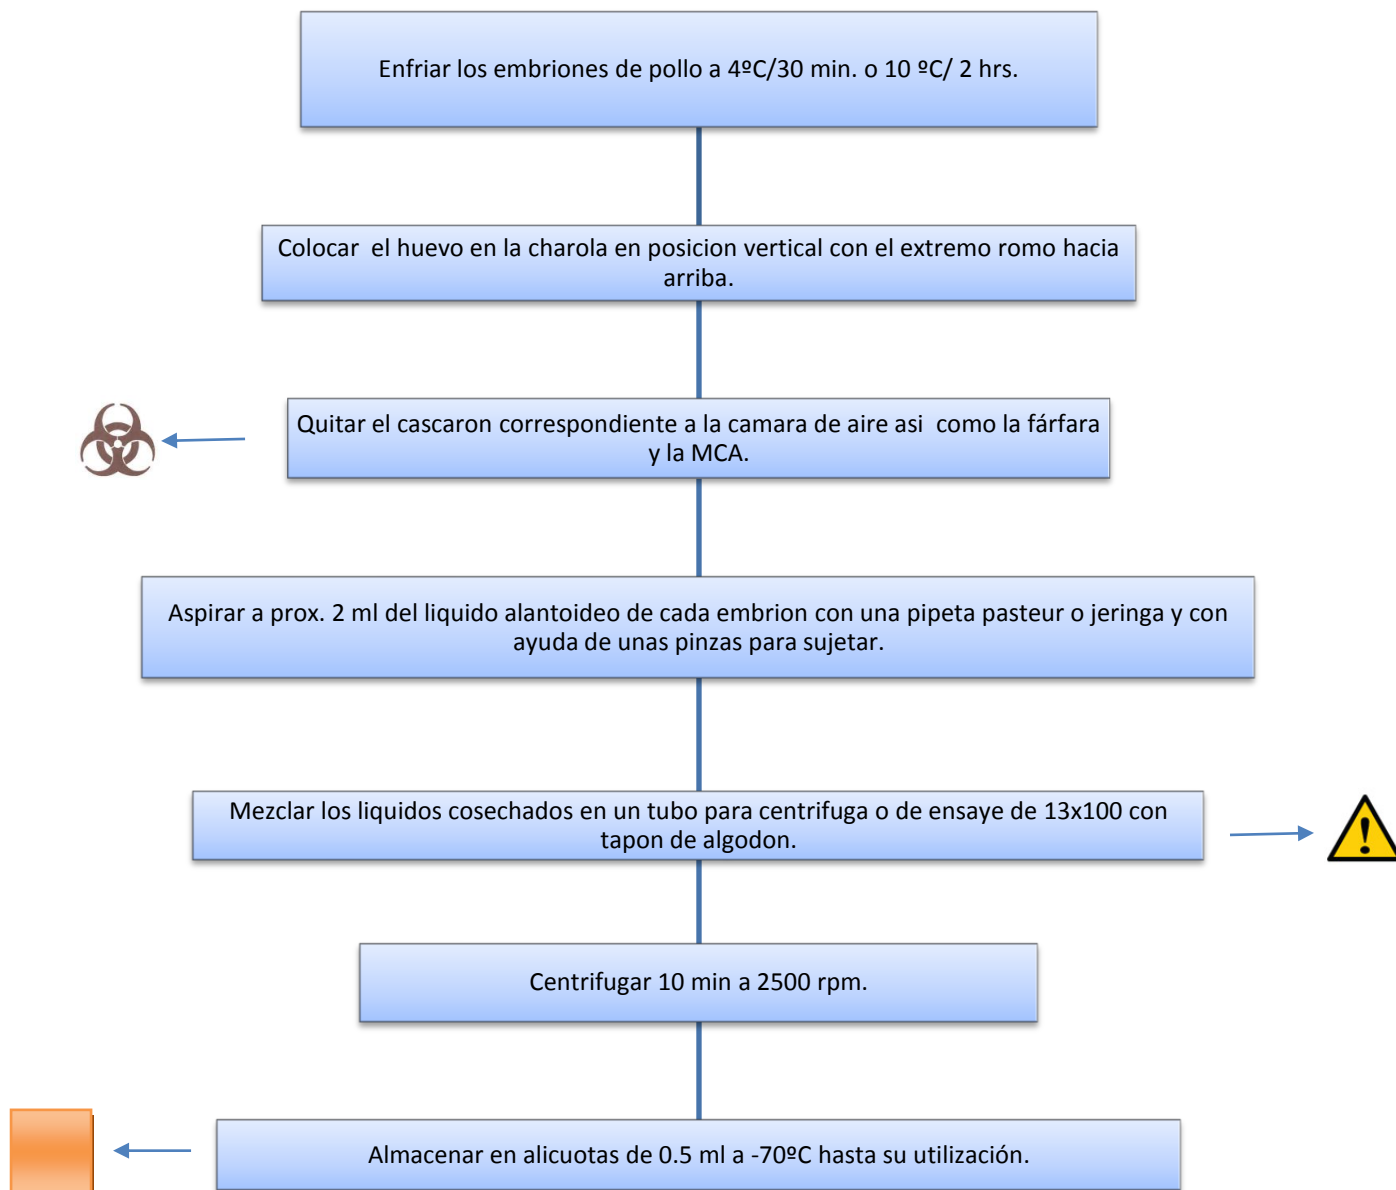 Enfriar los embriones de pollo a 4ºC/30 min. o 10 ºC/ 2 hrs.
Colocar el huevo en la charola en posicion vertical con el extremo romo hacia
arriba.
Quitar el cascaron correspondiente a la camara de aire asi como la fárfara
y la MCA.
Aspirar a prox. 2 ml del liquido alantoideo de cada embrion con una pipeta pasteur o jeringa y con
ayuda de unas pinzas para sujetar.
Mezclar los liquidos cosechados en un tubo para centrifuga o de ensaye de 13x100 con
tapon de algodon.
Centrifugar 10 min a 2500 rpm.
Almacenar en alicuotas de 0.5 ml a -70ºC hasta su utilización.